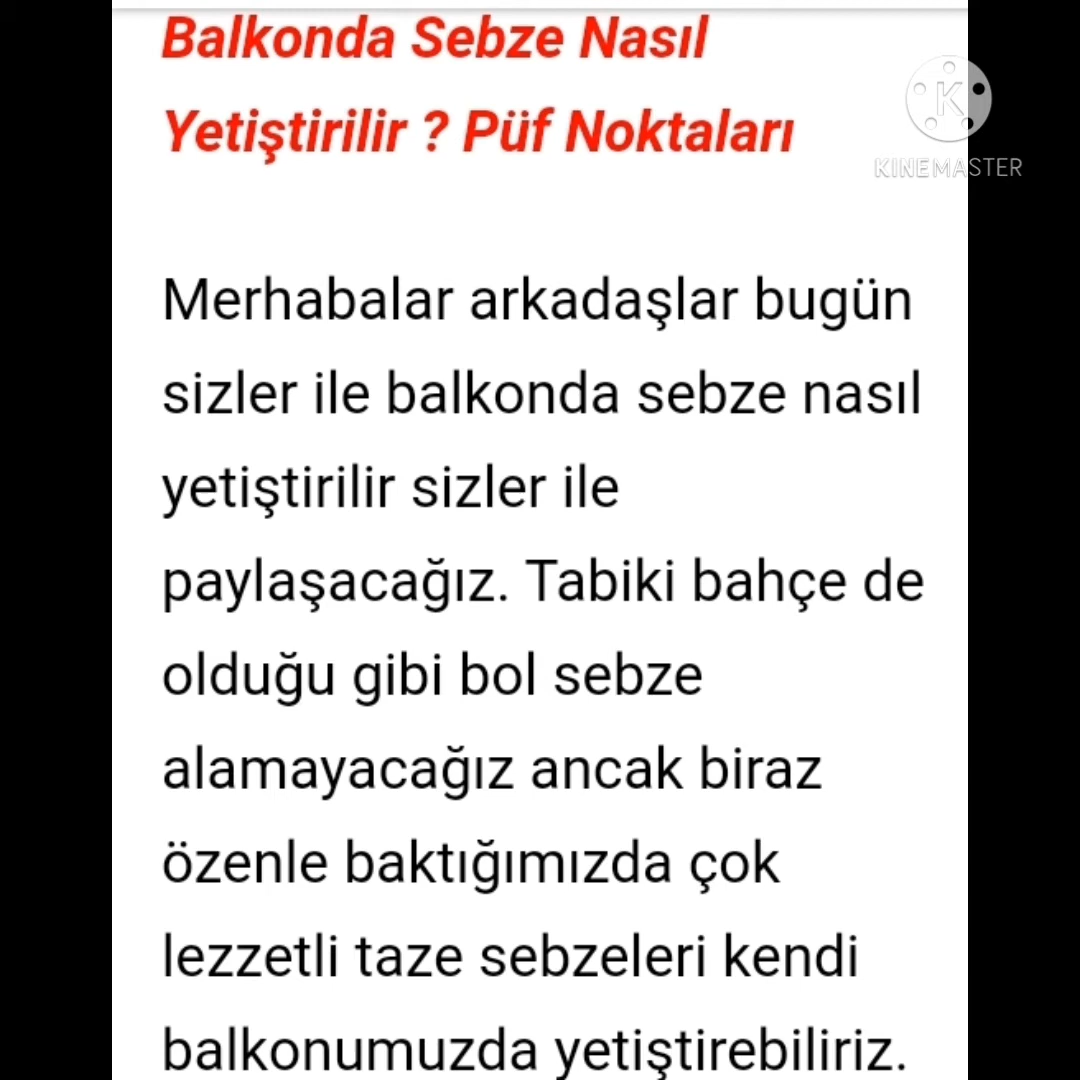 Balkonda Sebze Nasıl
Yetiştirilir ? Püf Noktaları
KINEMASTER
Merhabalar arkadaşlar bugün
sizler ile balkonda sebze nasıl
yetiştirilir sizler ile
paylaşacağız. Tabiki bahçe de
olduğu gibi bol sebze
alamayacağız ancak biraz
özenle baktığımızda çok
lezzetli taze sebzeleri kendi
balkonumuzda yetiştirebiliriz.